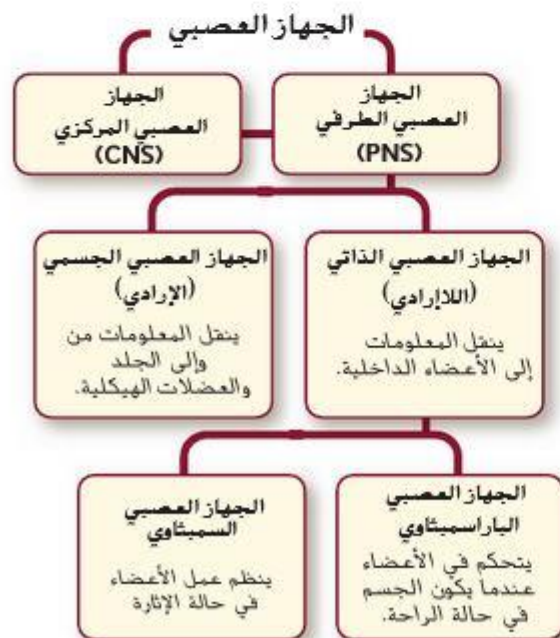 الجهاز العصبي
الجهاز
العصبي الطرفي
(PNS)
الجهاز
العصبي المركزي
(CNS)
الجهاز العصبي الذاتي
(اللاإرادي)
ينقل المعلومات
إلى الأعضاء الداخلية.
الجهاز العصبي الجسمي
(الإرادي)
ينقل المعلومات من
وإلى الجلد
والعضلات الهيكلية.
الجهاز العصبي
الباراسمبثاوي
يتحكم في الأعضاء
عندما يكون الجسم
في حالة الراحة.
الجهاز العصبي
السمبثاوي
ينظم عمل الأعضاء
في حالة الإثارة